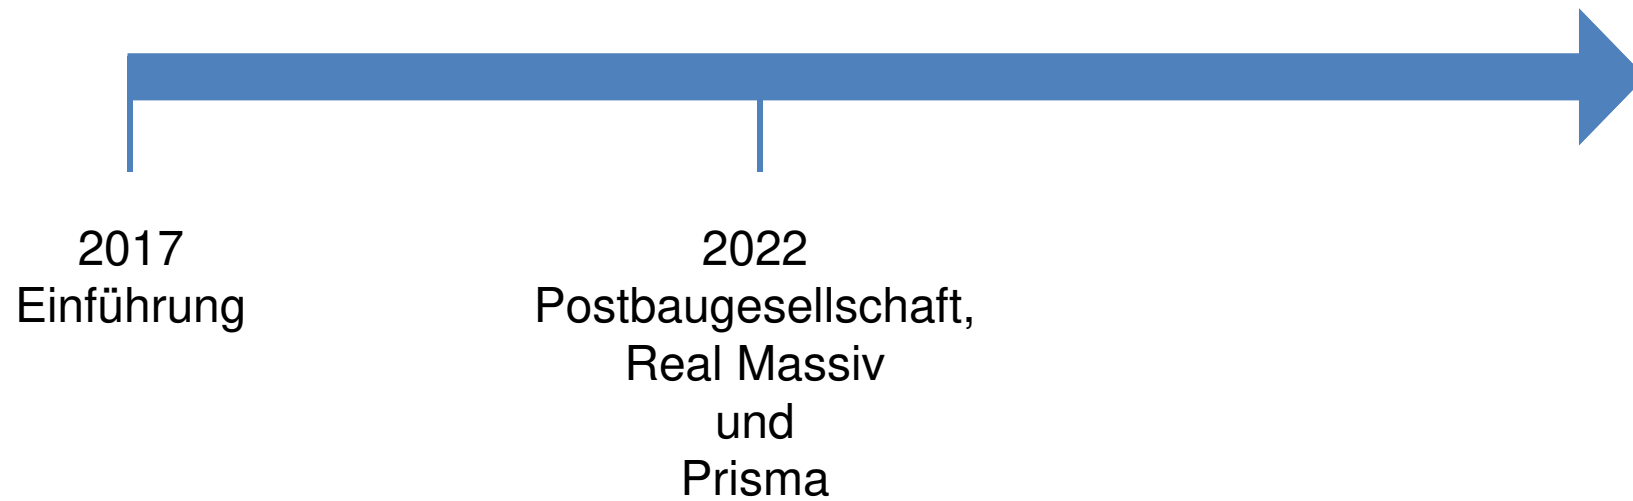 2017
Einführung
2022
Postbaugesellschaft,
Real Massiv
und
Prisma